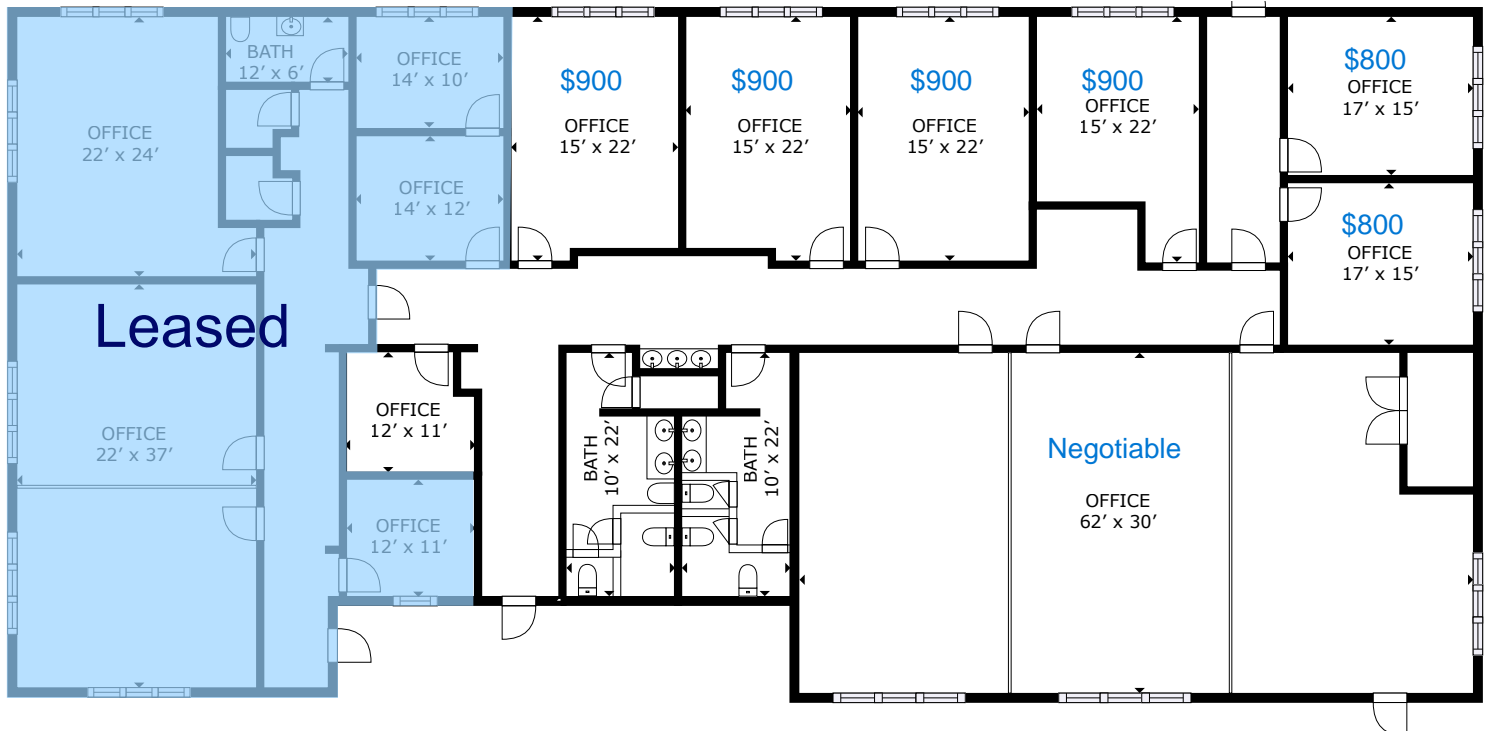 BATH
12’ x 6’
OFFICE
14’ x 10’
$900
OFFICE
15’ x 22’
$900
OFFICE
15’ x 22’
$900
OFFICE
15’ x 22’
$900
OFFICE
15’ x 22’
$800
OFFICE
17’ x 15’
OFFICE
22’ x 24’
OFFICE
14’ x 12’
$800
OFFICE
17’ x 15’
Leased
OFFICE
22’ x 37’
OFFICE
12’ x 11’
OFFICE
12’ x 11’
BATH
10’ x 22’
BATH
10’ x 22’
Negotiable
OFFICE
62’ x 30’